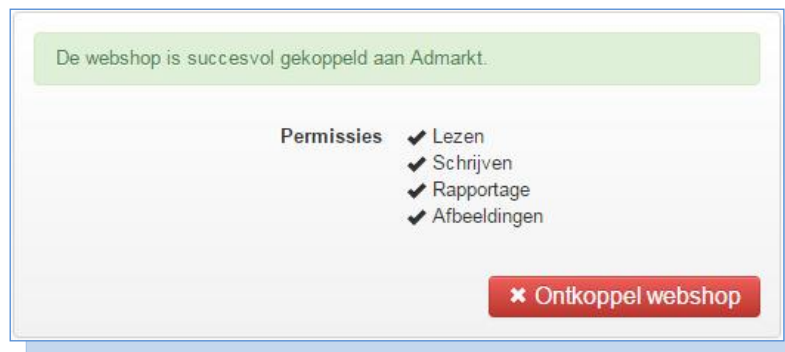 De webshop is succesvol gekoppeld aan Admarkt.
Permissies ✔ Lezen
✔ Schrijven
✔ Rapportage
✔ Afbeeldingen
✖ Ontkoppel webshop